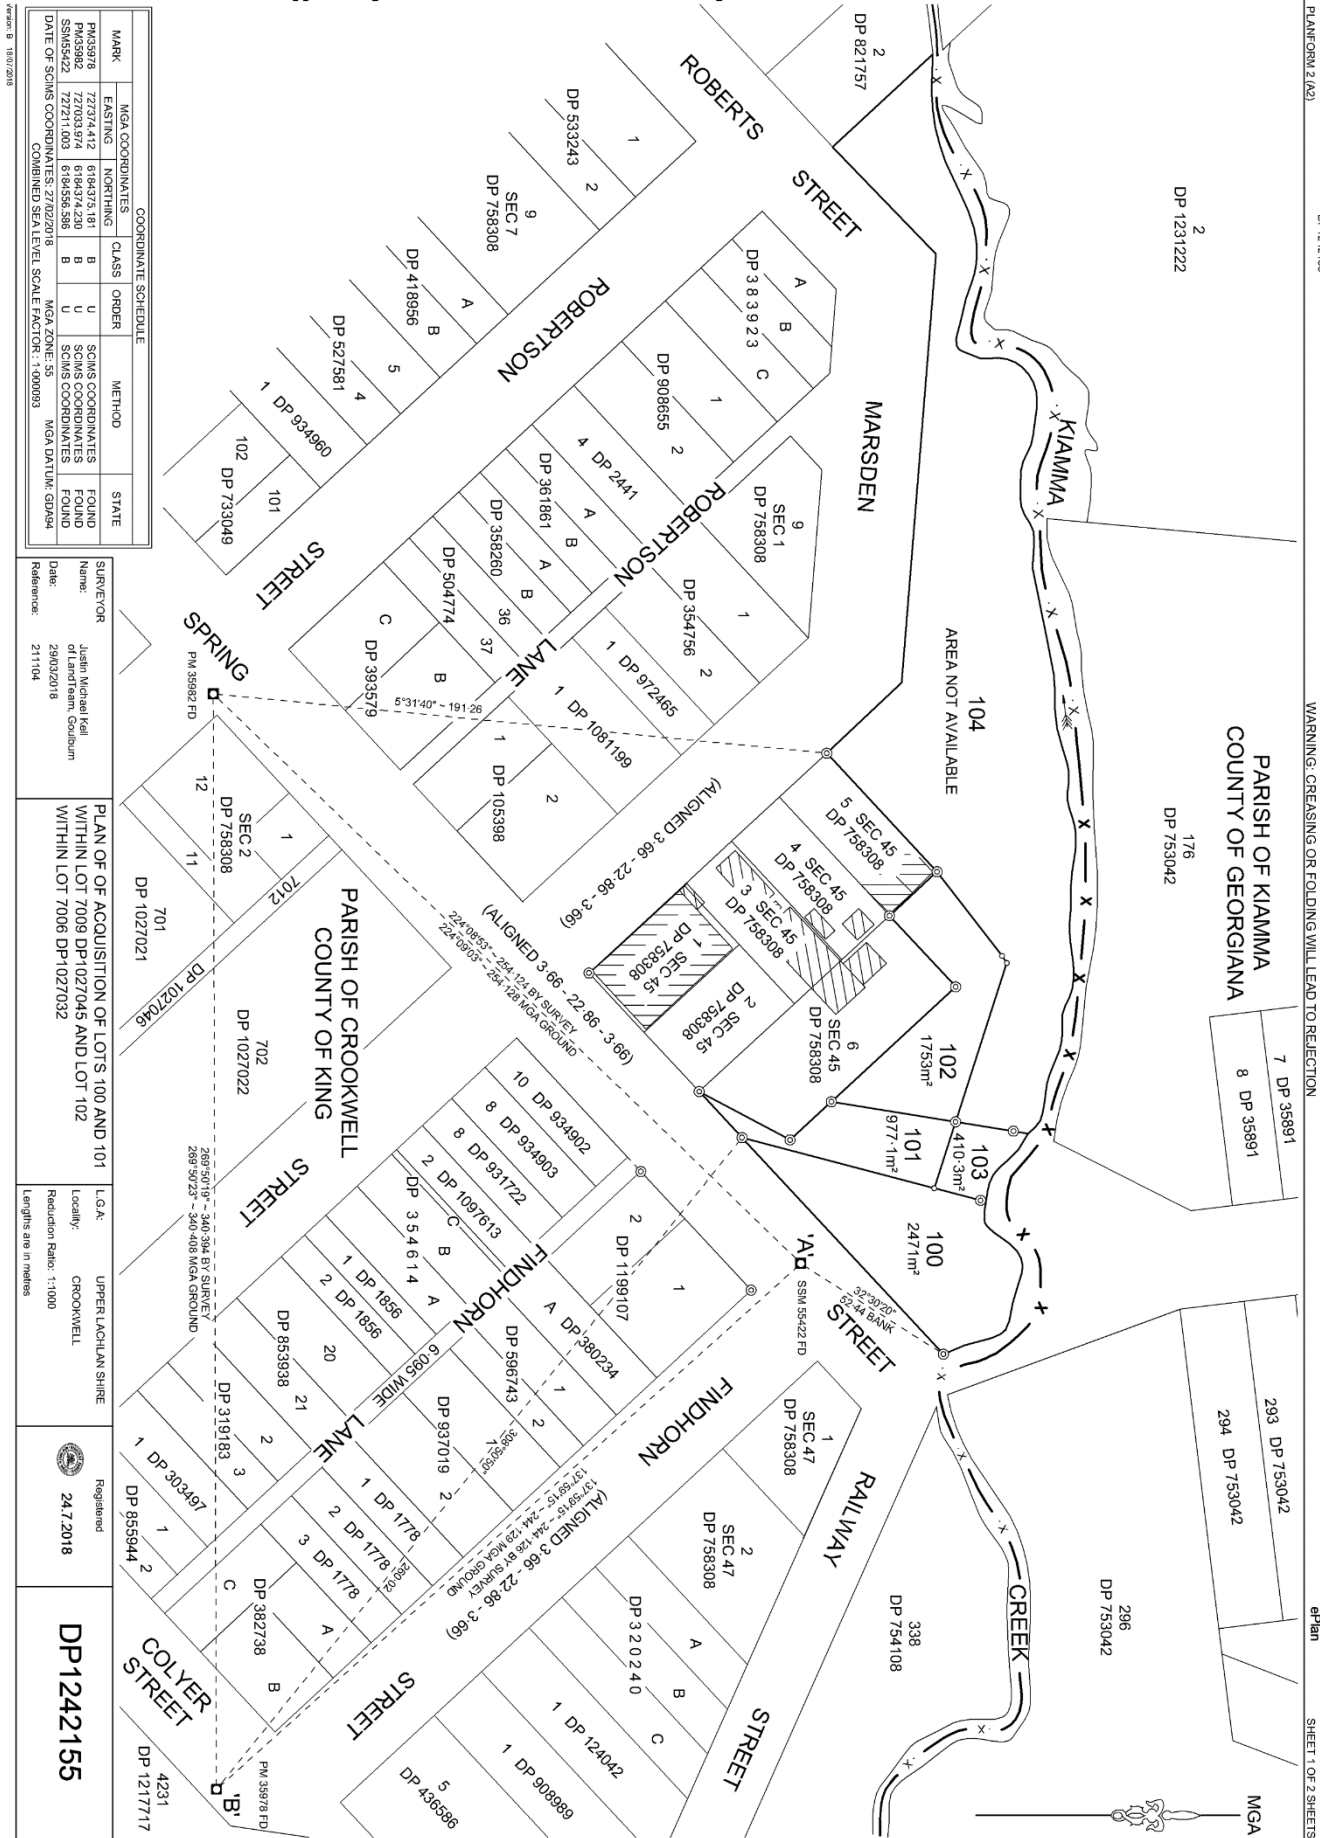 PLANFORM 2 (A2)
WARNING: CREASING OR FOLDING WILL LEAD TO REJECTION
ePlan
SHEET 1 OF 2 SHEETS
MGA
2
DP 1231222
PARISH OF KIAMMA
COUNTY OF GEORGIANA
7 DP 35891
8 DP 35891
176
DP 753042
293 DP 753042
294 DP 753042
296
DP 753042
2
DP 821757
KIAMMA
CREEK
104
AREA NOT AVAILABLE
338
DP 754108
ROBERTS
STREET
MARSDEN
102
1753m²
103
410·3m²
101
977·1m²
100
2471m²
RAILWAY
STREET
1
2
DP 533243
9
SEC 7
DP 758308
A
B
DP 418956
5
4
DP 527581
1 DP 934960
101
102
DP 733049
ROBERTSON
STREET
A
B
C
DP 383923
1
2
DP 908655
4 DP 2441
A
B
DP 361861
A
B
DP 358260
36
37
DP 504774
B
C
DP 393579
ROBERTSON
LANE
9
SEC 1
DP 758308
1
2
DP 354756
1 DP 972465
1 DP 1081199
2
1
DP 105398
5 SEC 45
DP 758308
4 SEC 45
DP 758308
3 SEC 45
DP 758308
1 SEC 45
DP 758308
2 SEC 45
DP 758308
6
SEC 45
DP 758308
(ALIGNED 3·66 - 22·86 - 3·66)
5°31'40" ~ 191·26
SPRING
STREET
PM 35982 FD
(ALIGNED 3·66 - 22·86 - 3·66)
224°08'53" ~ 254·124 BY SURVEY
224°09'03" ~ 254·128 MGA GROUND
'A'
SSM 55422 FD
32°30'20"
52·44 BANK
1
12
11
SEC 2
DP 758308
7012
DP 1027046
701
DP 1027021
702
DP 1027022
PARISH OF CROOKWELL
COUNTY OF KING
269°50'19" ~ 340·394 BY SURVEY
269°50'23" ~ 340·408 MGA GROUND
STREET
10 DP 934902
8 DP 934903
8 DP 931722
2 DP 1097613
C
B
A
DP 354614
1 DP 1856
2 DP 1856
20
21
DP 853938
2
3
DP 319183
1 DP 303497
1
2
DP 855944
FINDHORN
LANE
6·095 WIDE
2
1
DP 1199107
A DP 380234
1
2
DP 596743
1
2
DP 937019
308°50'50"
260·02
1 DP 1778
2 DP 1778
3 DP 1778
A
B
C
DP 382738
FINDHORN
STREET
(ALIGNED 3·66 - 22·86 - 3·66)
137°59'15" ~ 244·126 BY SURVEY
137°59'15" ~ 244·129 MGA GROUND
1
SEC 47
DP 758308
2
SEC 47
DP 758308
A
B
C
DP 320240
1 DP 124042
1 DP 908989
5
DP 436586
COLYER
STREET
'B'
PM 35978 FD
4231
DP 1217717
COORDINATE SCHEDULE
MARK MGA COORDINATES CLASS ORDER METHOD STATE
EASTING NORTHING
PM35978 727374.412 6184375.181 B U SCIMS COORDINATES FOUND
PM35982 727033.974 6184374.230 B U SCIMS COORDINATES FOUND
SSM55422 727211.003 6184556.586 B U SCIMS COORDINATES FOUND
DATE OF SCIMS COORDINATES: 27/02/2018 MGA ZONE: 55 MGA DATUM: GDA94
COMBINED SEA LEVEL SCALE FACTOR : 1·000093
Version: B 18/07/2018
SURVEYOR
Name: Justin Michael Kell
of LandTeam, Goulburn
Date: 29/03/2018
Reference: 211104
PLAN OF OF ACQUISITION OF LOTS 100 AND 101
WITHIN LOT 7009 DP1027045 AND LOT 102
WITHIN LOT 7006 DP1027032
L.G.A: UPPER LACHLAN SHIRE
Locality: CROOKWELL
Reduction Ratio: 1:1000
Lengths are in metres
Registered
24.7.2018
DP1242155